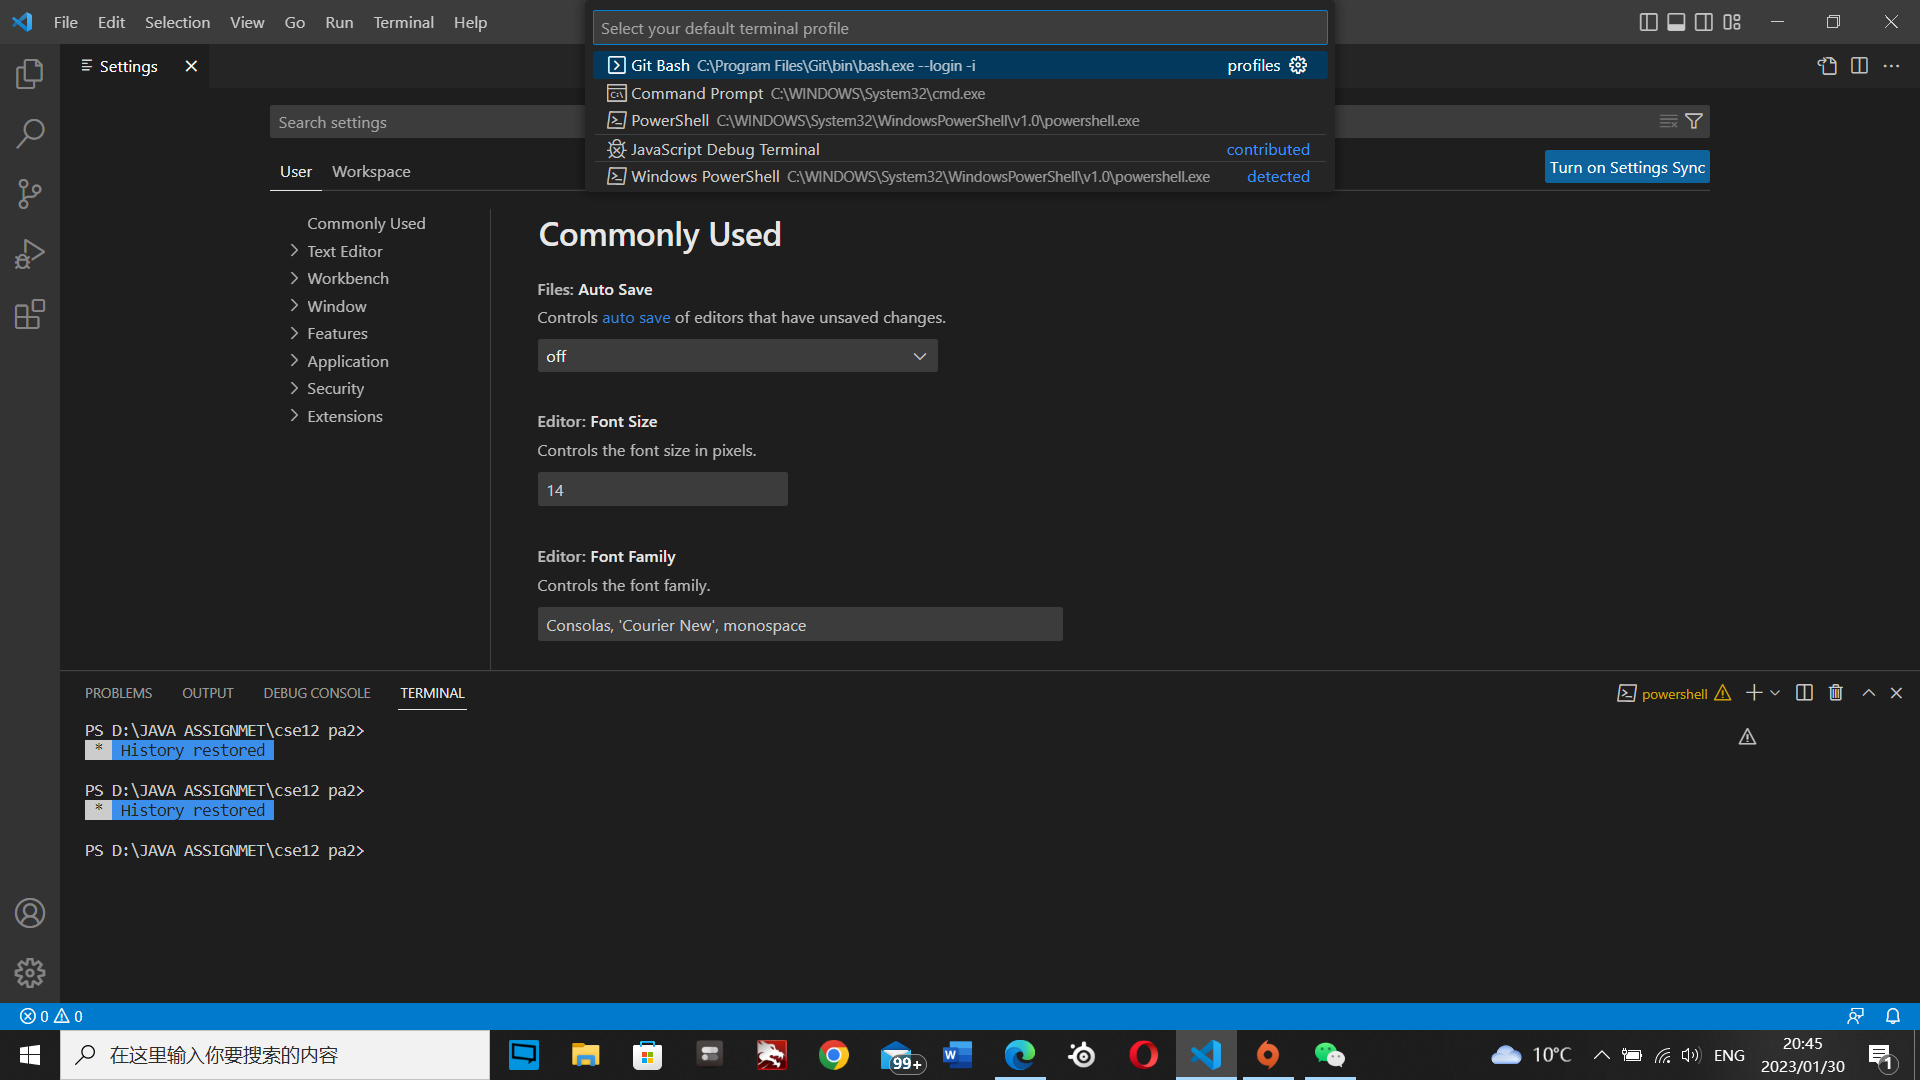 File Edit Selection View Go Run Terminal Help
Select your default terminal profile
Git Bash C:\Program Files\Git\bin\bash.exe --login -i profiles
Command Prompt C:\WINDOWS\System32\cmd.exe
PowerShell C:\WINDOWS\System32\WindowsPowerShell\v1.0\powershell.exe
JavaScript Debug Terminal contributed
Windows PowerShell C:\WINDOWS\System32\WindowsPowerShell\v1.0\powershell.exe detected
Settings
Search settings
User Workspace
Turn on Settings Sync
Commonly Used
Text Editor
Workbench
Window
Features
Application
Security
Extensions
Commonly Used
Files: Auto Save
Controls auto save of editors that have unsaved changes.
off
Editor: Font Size
Controls the font size in pixels.
14
Editor: Font Family
Controls the font family.
Consolas, 'Courier New', monospace
PROBLEMS OUTPUT DEBUG CONSOLE TERMINAL
powershell
PS D:\JAVA ASSIGNMET\cse12 pa2>
* History restored
PS D:\JAVA ASSIGNMET\cse12 pa2>
* History restored
PS D:\JAVA ASSIGNMET\cse12 pa2>
0 0
在这里输入你要搜索的内容
99+
10°C
ENG
20:45
2023/01/30
1